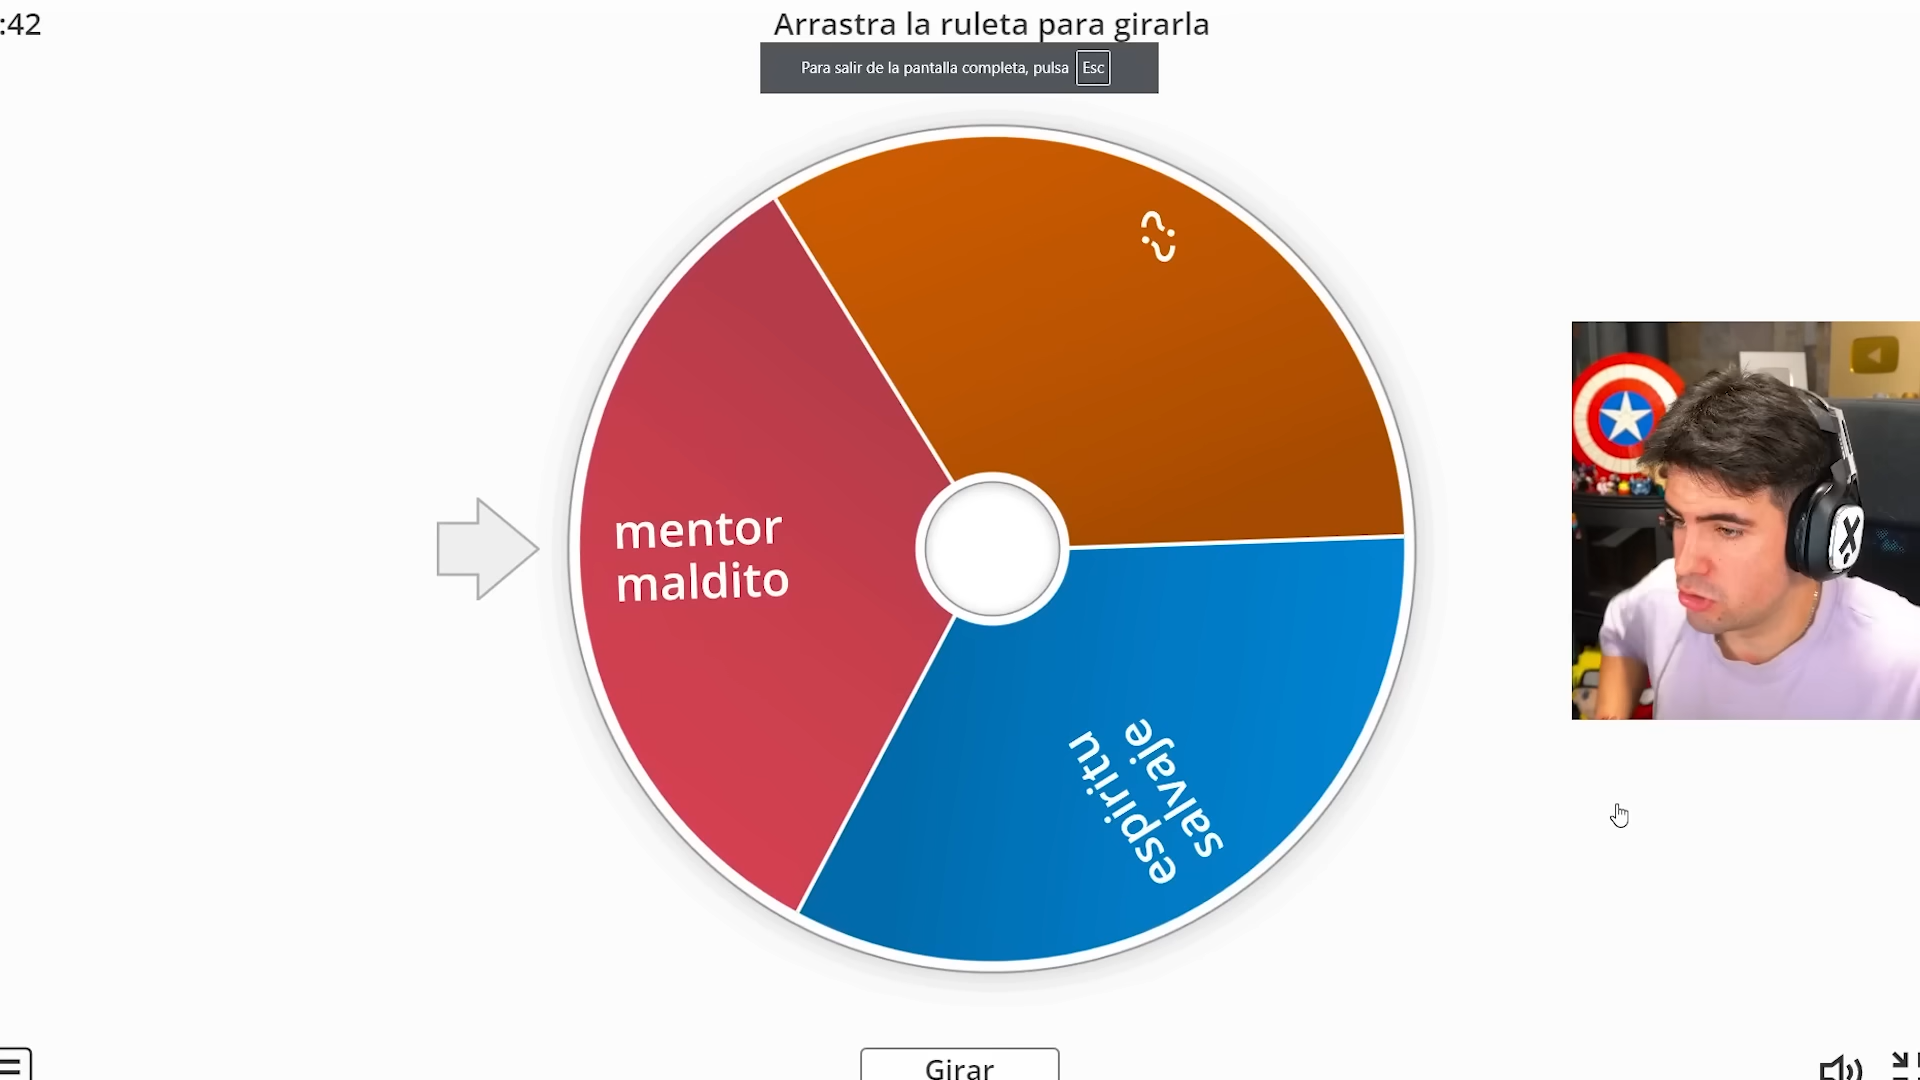 :42
Arrastra la ruleta para girarla
Para salir de la pantalla completa, pulsa Esc
¿?
mentor
maldito
espiritu
salvaje
Girar